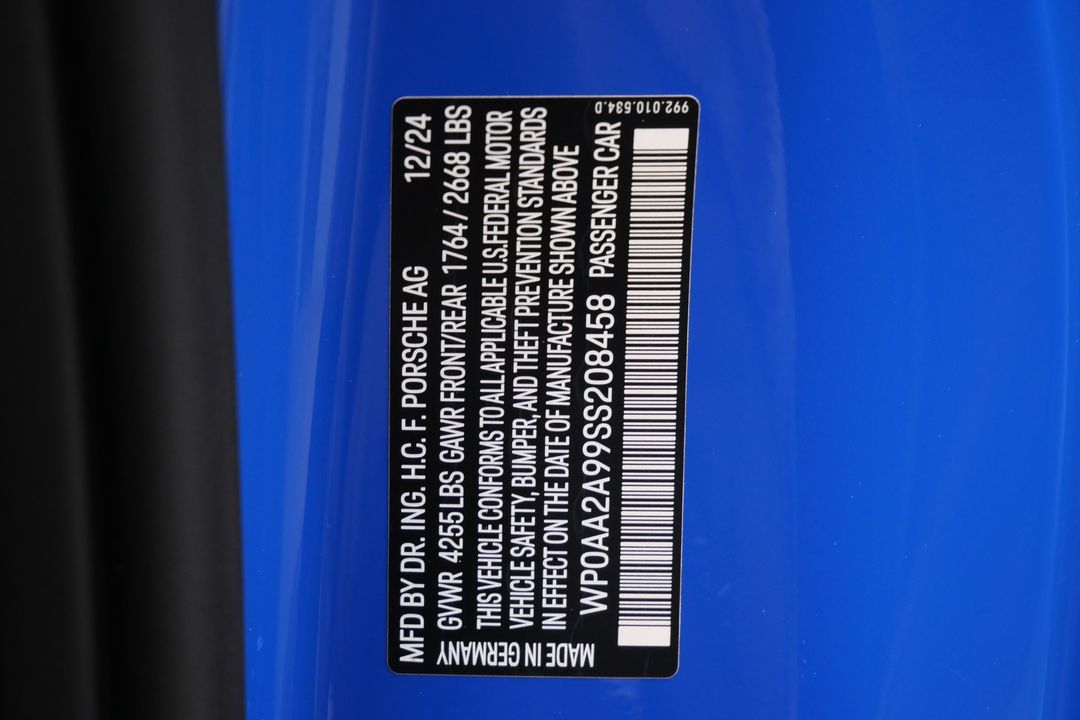 MFD BY DR. ING. H.C. F. PORSCHE AG 12/24
GVWR 4255 LBS GAWR FRONT/REAR 1764 / 2668 LBS
THIS VEHICLE CONFORMS TO ALL APPLICABLE U.S.FEDERAL MOTOR
VEHICLE SAFETY, BUMPER, AND THEFT PREVENTION STANDARDS
IN EFFECT ON THE DATE OF MANUFACTURE SHOWN ABOVE
WP0AA2A99SS208458 PASSENGER CAR
MADE IN GERMANY
992.010.534.D